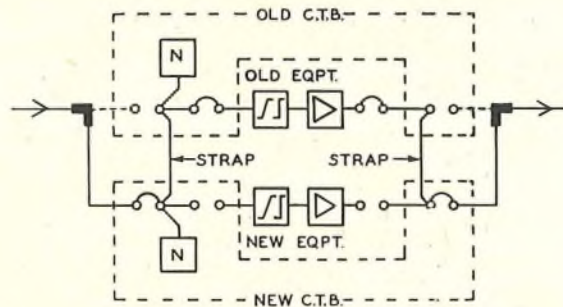 OLD C.T.B.
N
OLD EQPT.
STRAP STRAP
N
NEW EQPT.
NEW C.T.B.